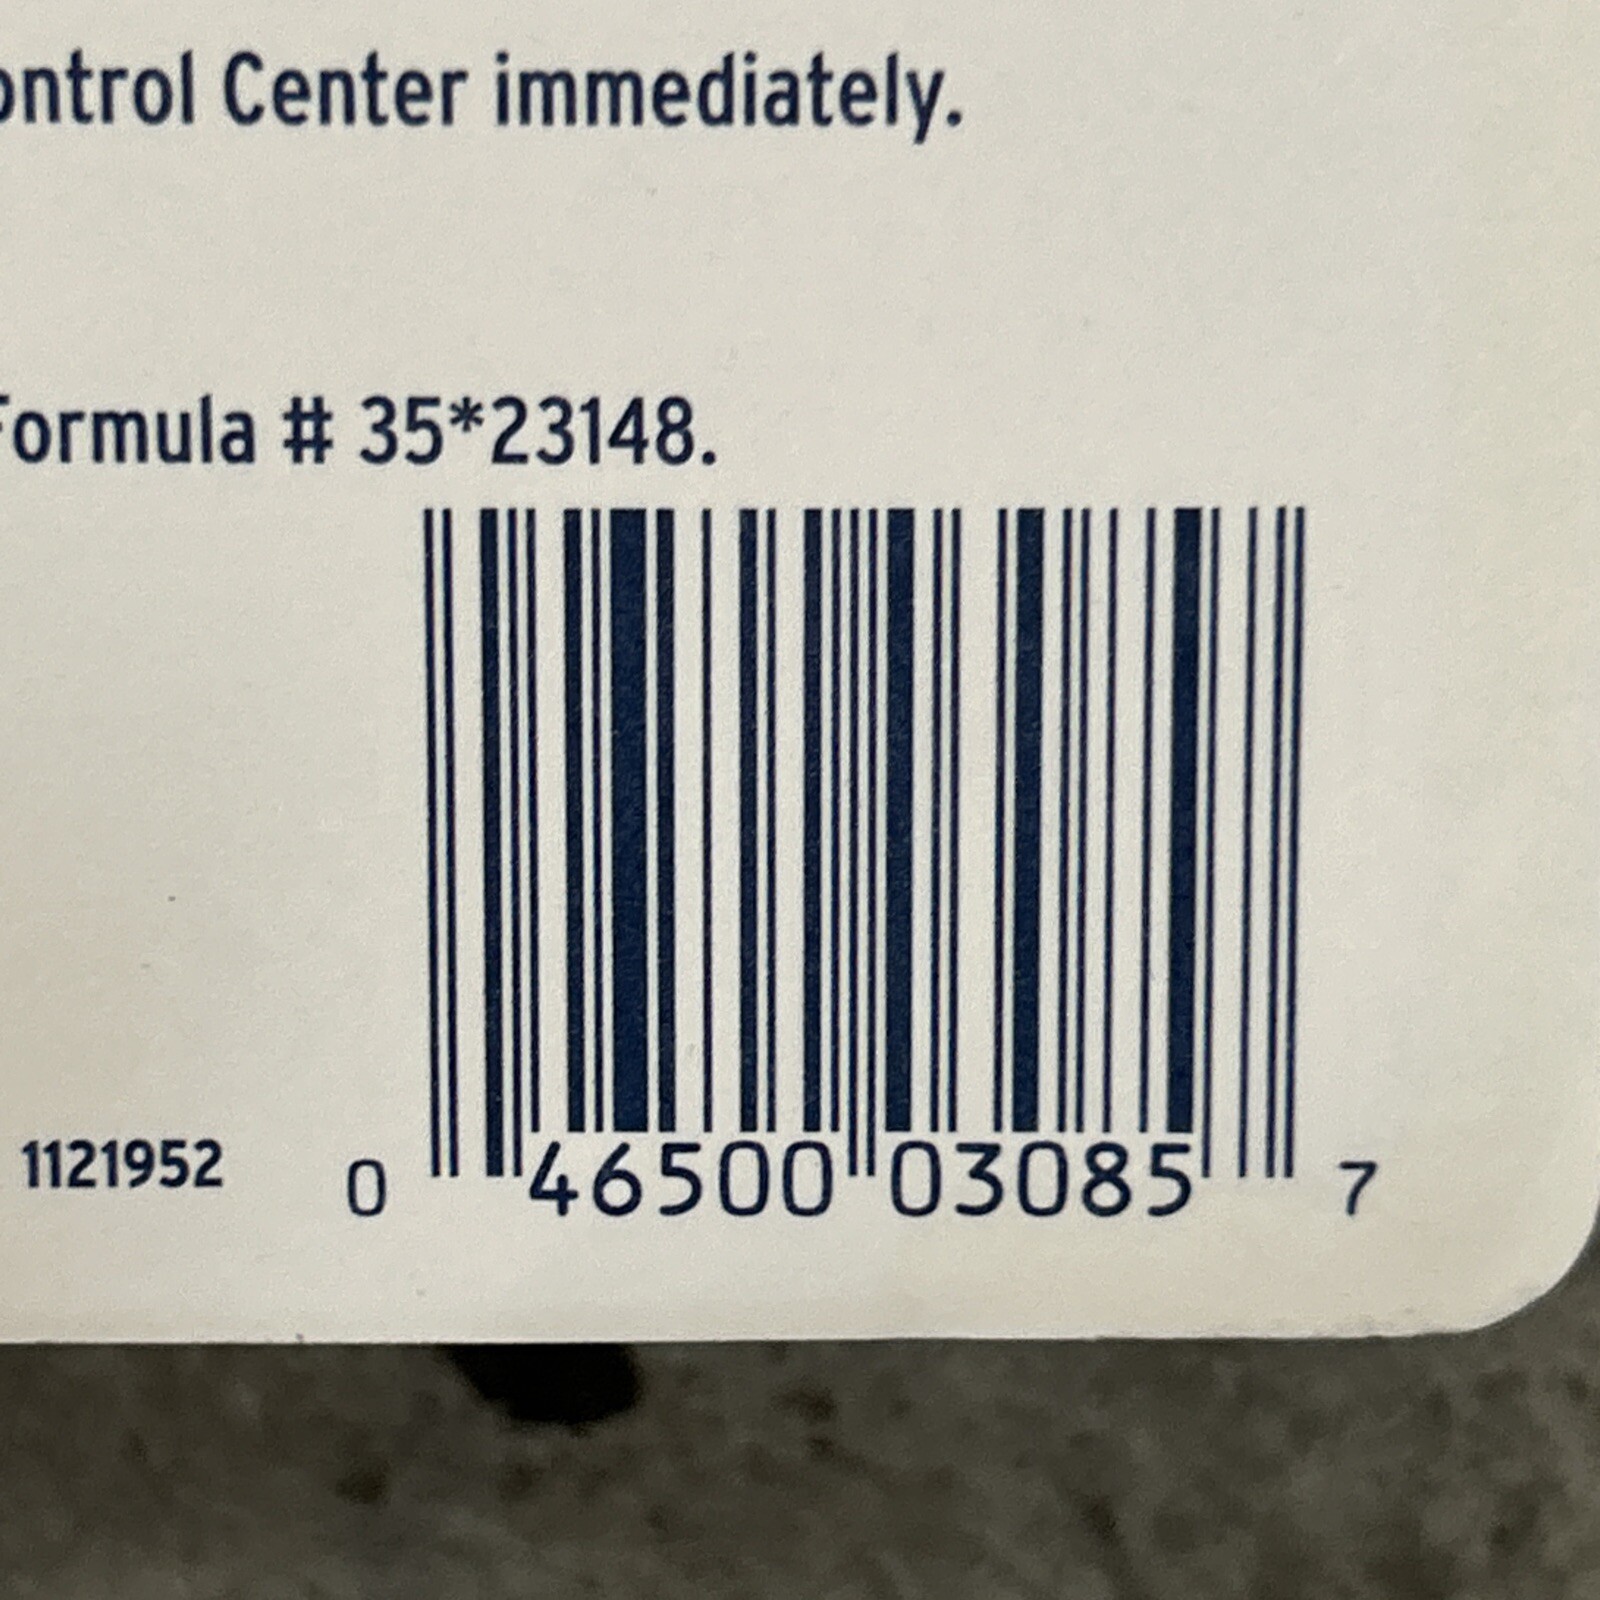 ontrol Center immediately.
Formula # 35*23148.
1121952
0 46500 03085 7